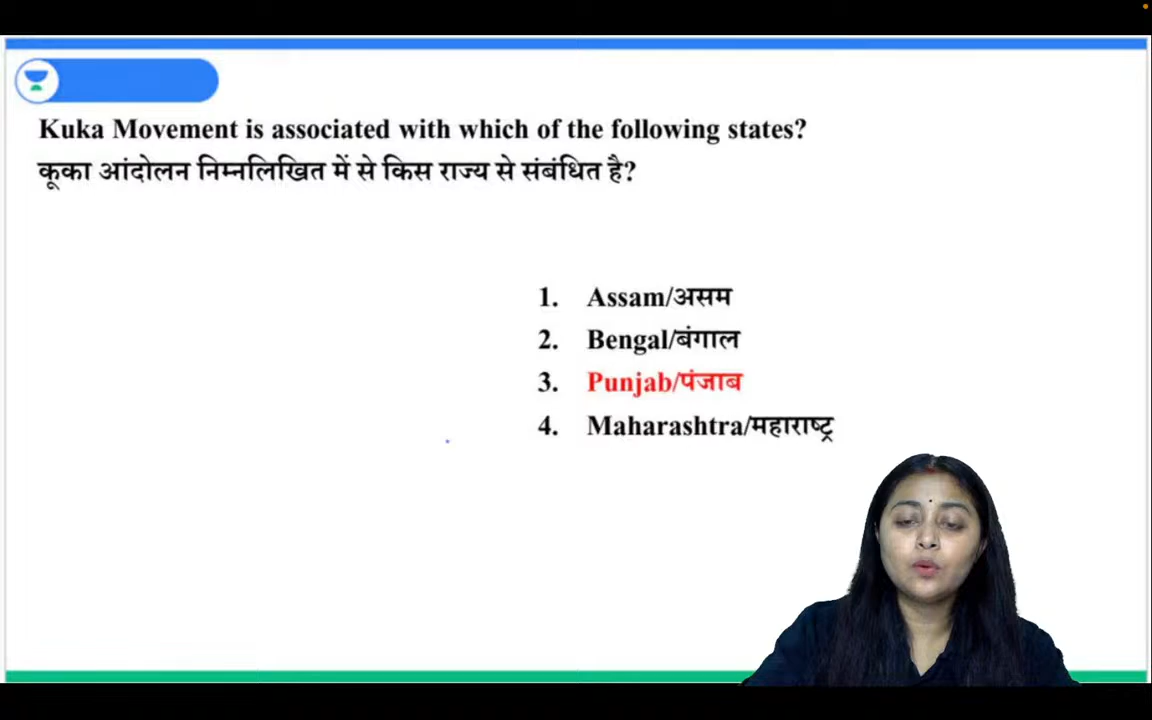 Kuka Movement is associated with which of the following states?
कूका आंदोलन निम्नलिखित में से किस राज्य से संबंधित है?
1. Assam/असम
2. Bengal/बंगाल
3. Punjab/पंजाब
4. Maharashtra/महाराष्ट्र